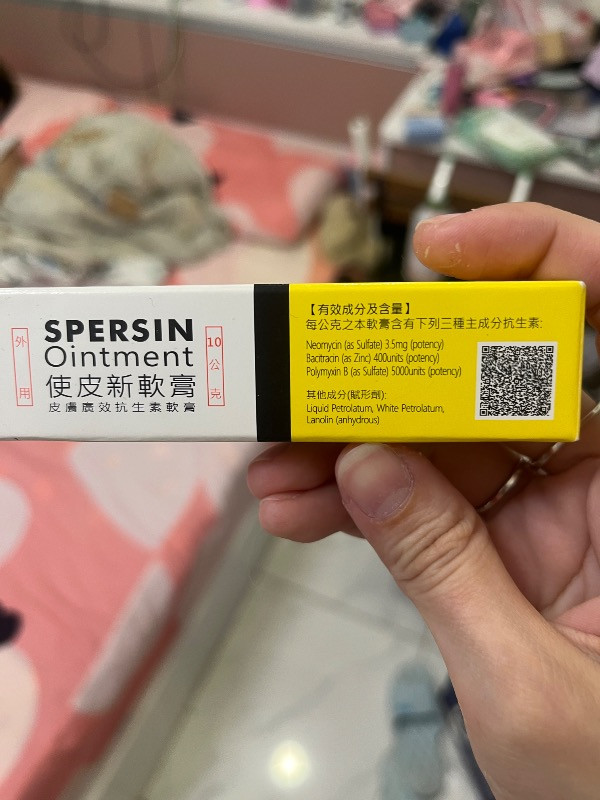 外用
SPERSIN
Ointment
使皮新軟膏
皮膚廣效抗生素軟膏
10公克
【有效成分及含量】
每公克之本軟膏含有下列三種主成分抗生素:
Neomycin (as Sulfate) 3.5mg (potency)
Bacitracin (as Zinc) 400units (potency)
Polymyxin B (as Sulfate) 5000units (potency)
其他成分(賦形劑):
Liquid Petrolatum, White Petrolatum,
Lanolin (anhydrous)